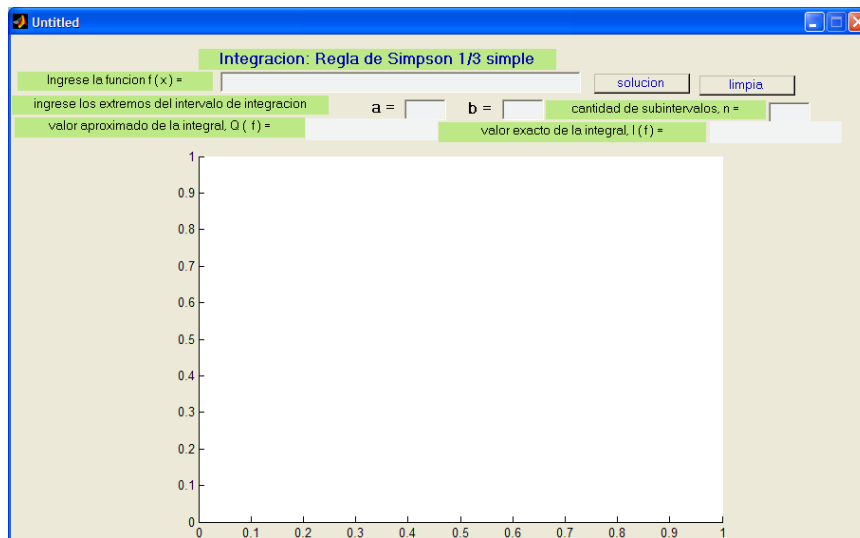 Untitled
Integracion: Regla de Simpson 1/3 simple
Ingrese la funcion f ( x ) =
solucion
limpia
ingrese los extremos del intervalo de integracion
a =
b =
cantidad de subintervalos, n =
valor aproximado de la integral, Q ( f ) =
valor exacto de la integral, I ( f ) =
1
0.9
0.8
0.7
0.6
0.5
0.4
0.3
0.2
0.1
0
0 0.1 0.2 0.3 0.4 0.5 0.6 0.7 0.8 0.9 1